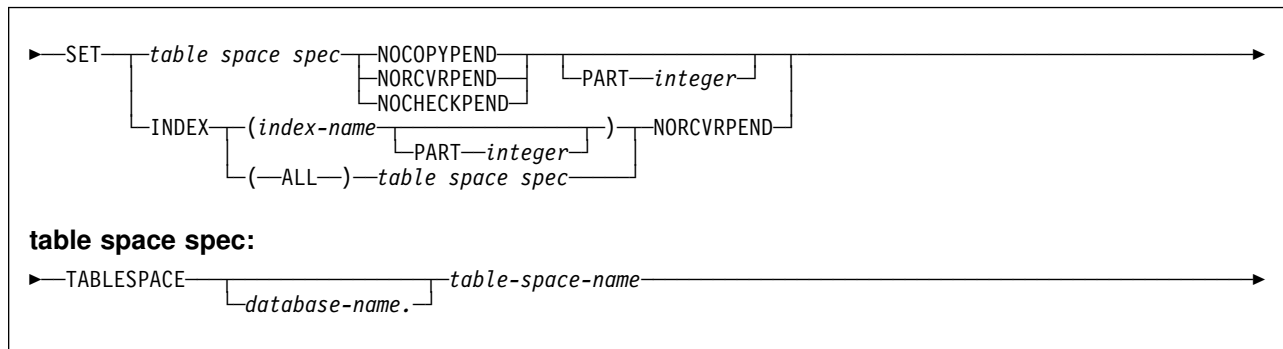 SET table space spec NOCOPYPEND
NORCVRPEND PART integer
NOCHECKPEND
INDEX (index-name ) NORCVRPEND
PART integer
( ALL ) table space spec
table space spec:
TABLESPACE table-space-name
database-name.